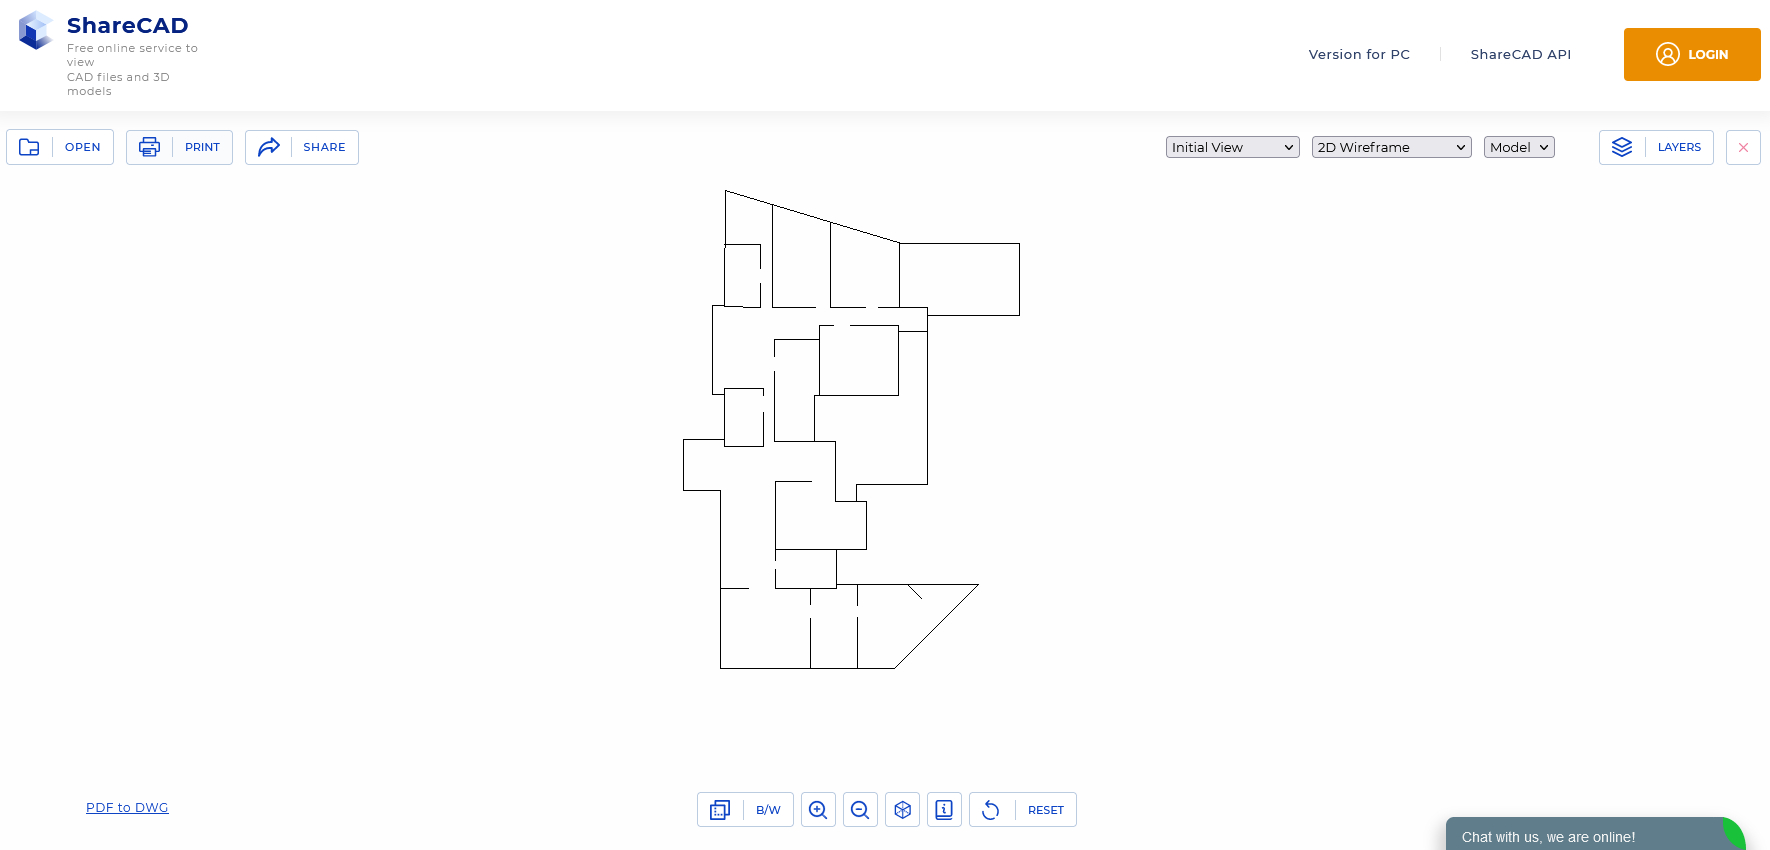 ShareCAD
Free online service to
view
CAD files and 3D
models
Version for PC
ShareCAD API
LOGIN
OPEN
PRINT
SHARE
Initial View
2D Wireframe
Model
LAYERS
PDF to DWG
B/W
RESET
Chat with us, we are online!